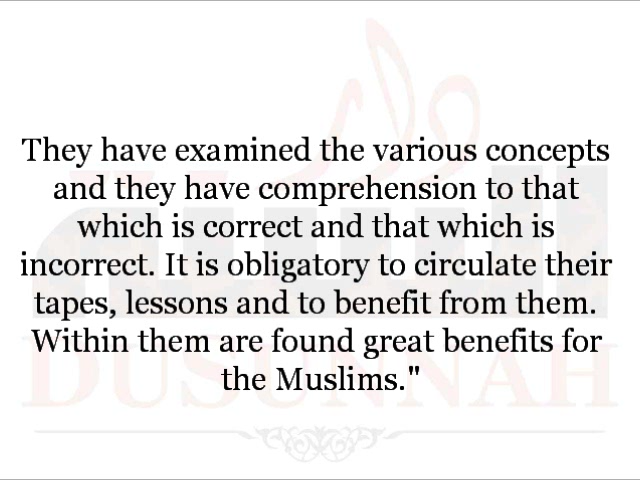 They have examined the various concepts
and they have comprehension to that
which is correct and that which is
incorrect. It is obligatory to circulate their
tapes, lessons and to benefit from them.
Within them are found great benefits for
the Muslims."
DUSUNNAH